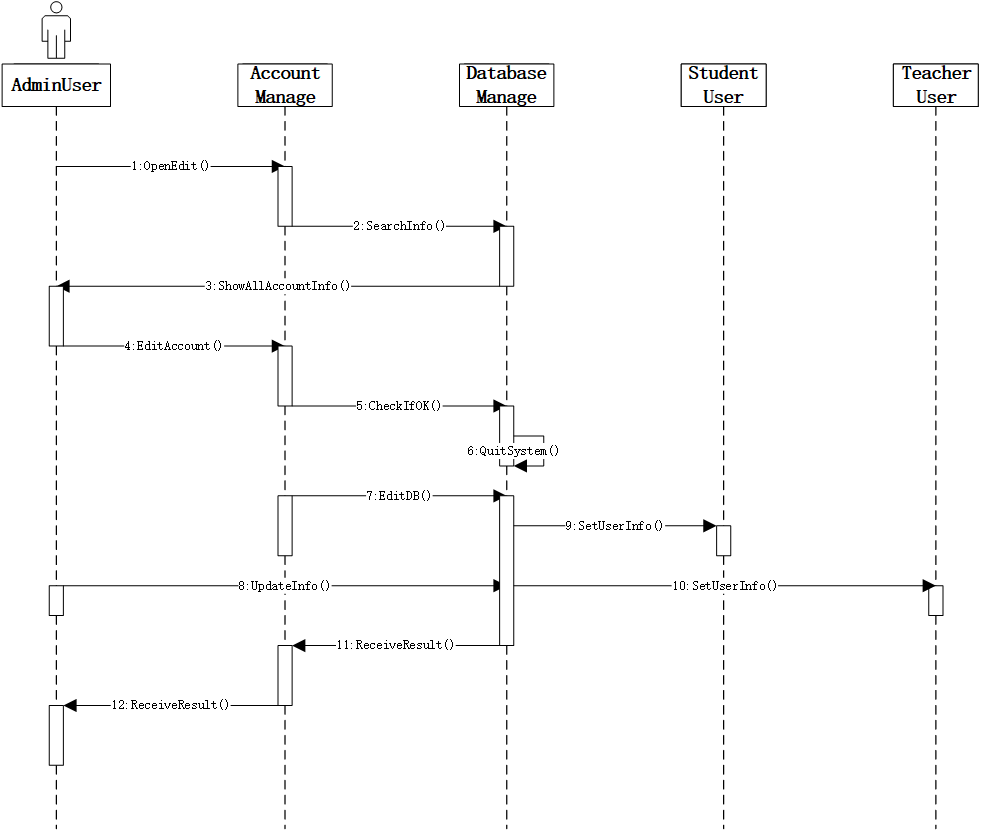 AdminUser
Account
Manage
Database
Manage
Student
User
Teacher
User
1:OpenEdit()
2:SearchInfo()
3:ShowAllAccountInfo()
4:EditAccount()
5:CheckIfOK()
6:QuitSystem()
7:EditDB()
9:SetUserInfo()
8:UpdateInfo()
10:SetUserInfo()
11:ReceiveResult()
12:ReceiveResult()